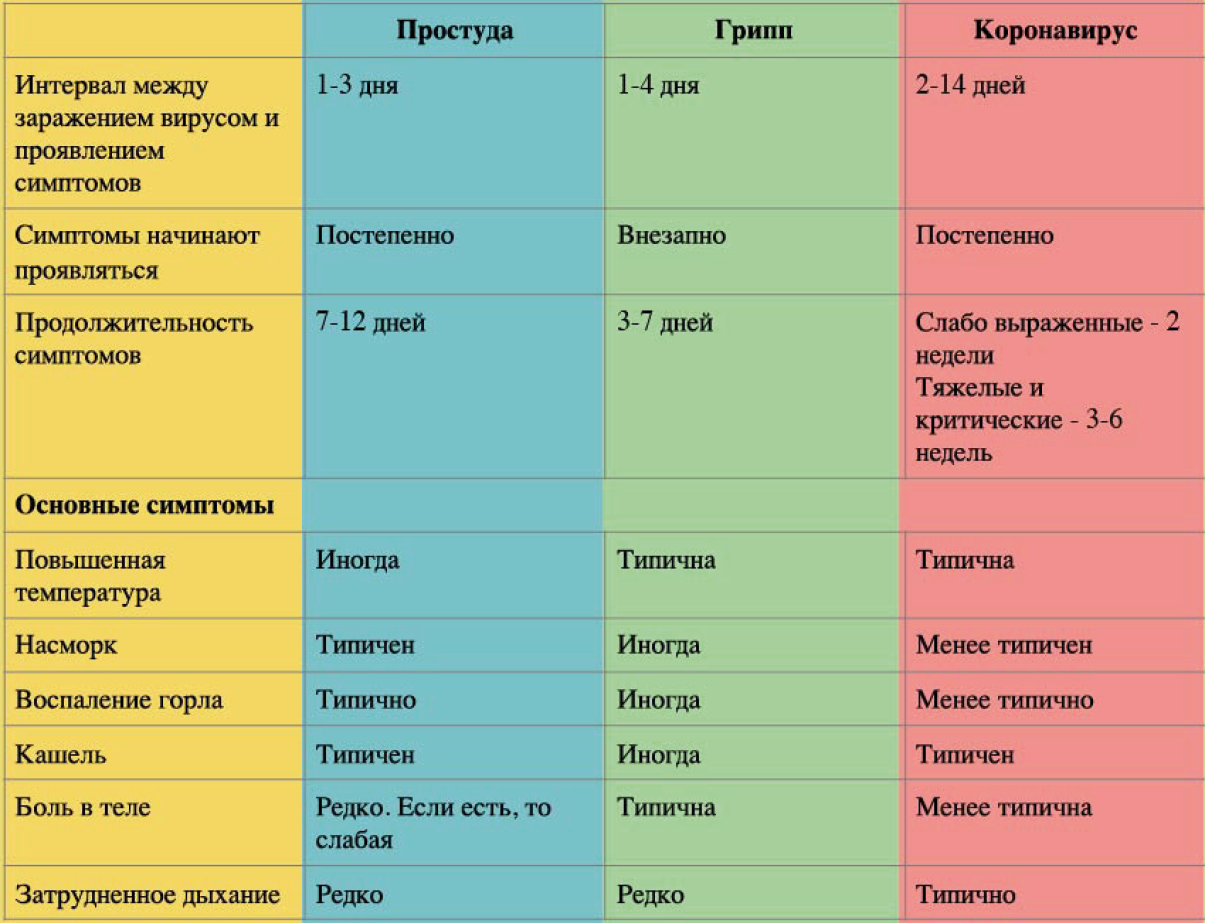 Простуда Грипп Коронавирус
Интервал между 1-3 дня 1-4 дня 2-14 дней
заражением вирусом и
проявлением
симптомов
Симптомы начинают Постепенно Внезапно Постепенно
проявляться
Продолжительность 7-12 дней 3-7 дней Слабо выраженные - 2
симптомов недели
Тяжелые и
критические - 3-6
недель
Основные симптомы
Повышенная Иногда Типична Типична
температура
Насморк Типичен Иногда Менее типичен
Воспаление горла Типично Иногда Менее типично
Кашель Типичен Иногда Типичен
Боль в теле Редко. Если есть, то Типична Менее типична
слабая
Затрудненное дыхание Редко Редко Типично